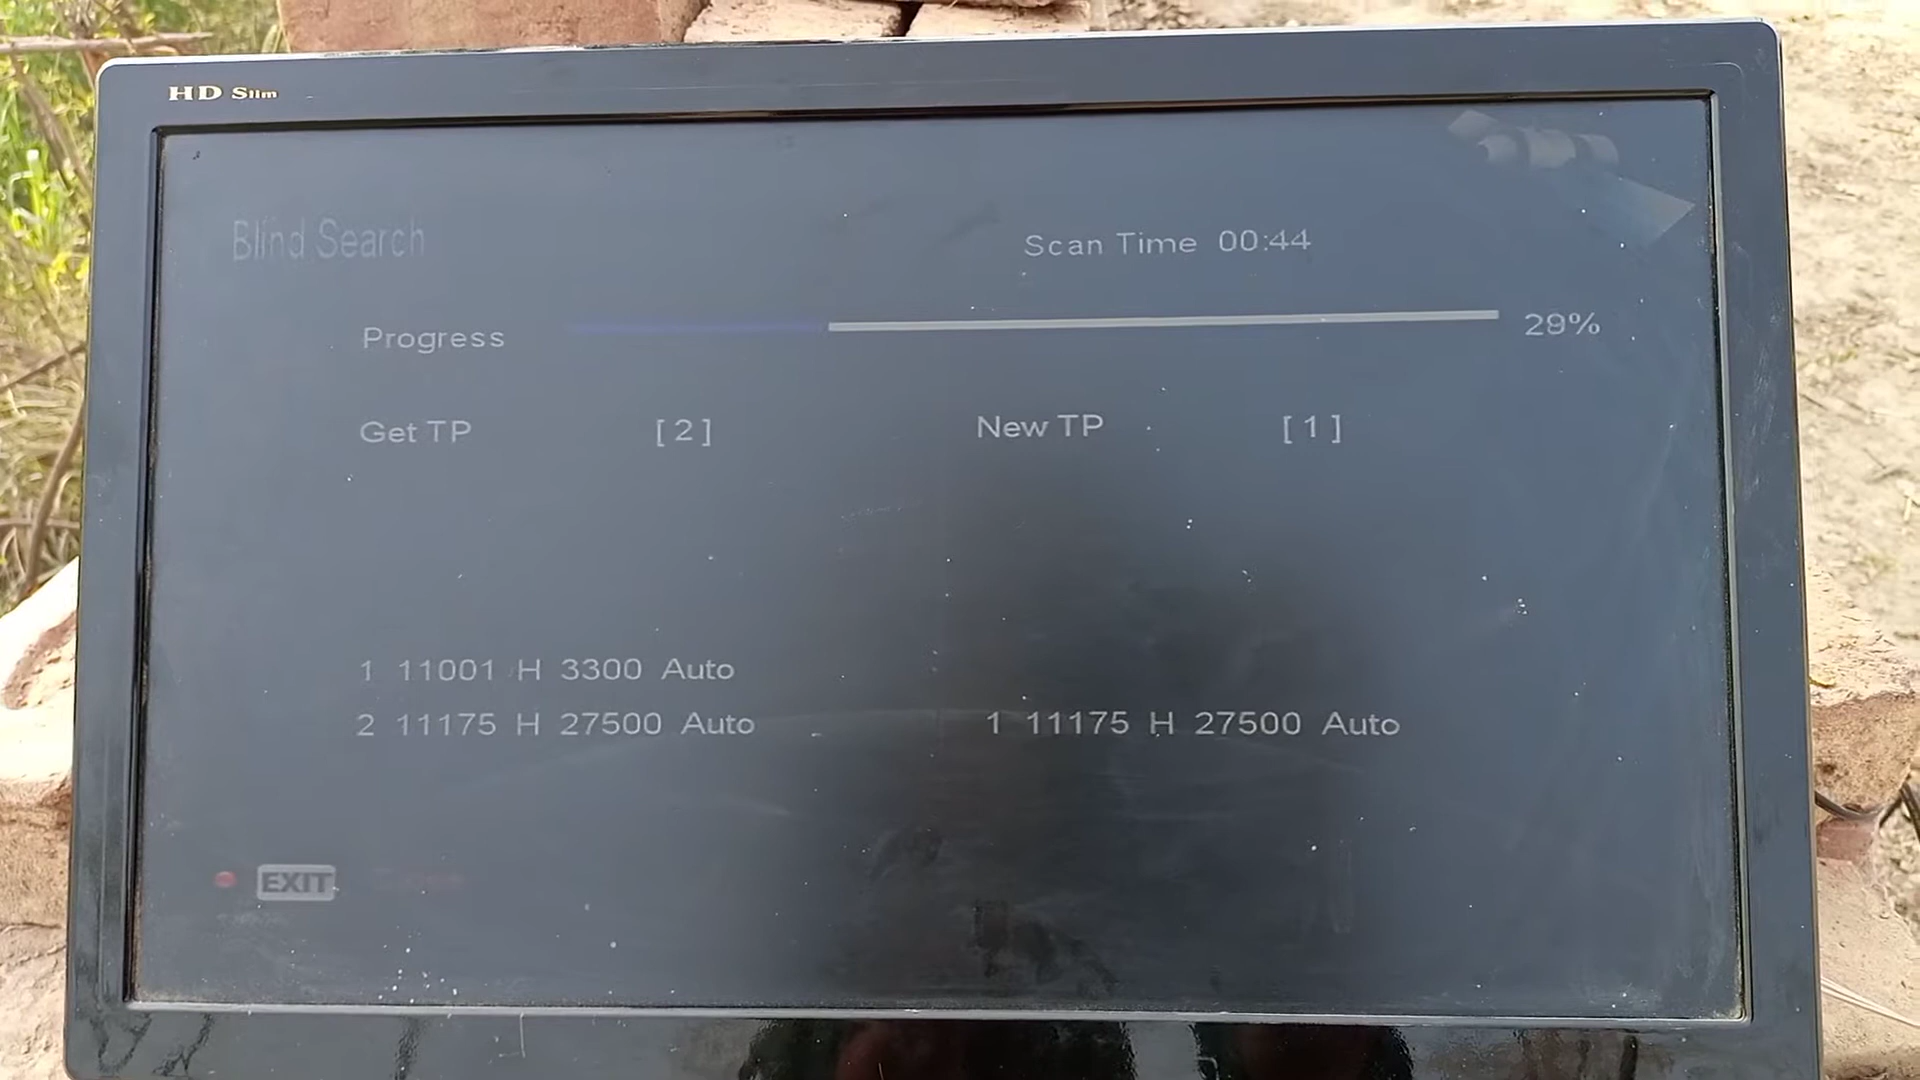 HD Slim
Blind Search
Scan Time 00:44
Progress 29%
Get TP [ 2 ] New TP [ 1 ]
1 11001 H 3300 Auto
2 11175 H 27500 Auto 1 11175 H 27500 Auto
EXIT